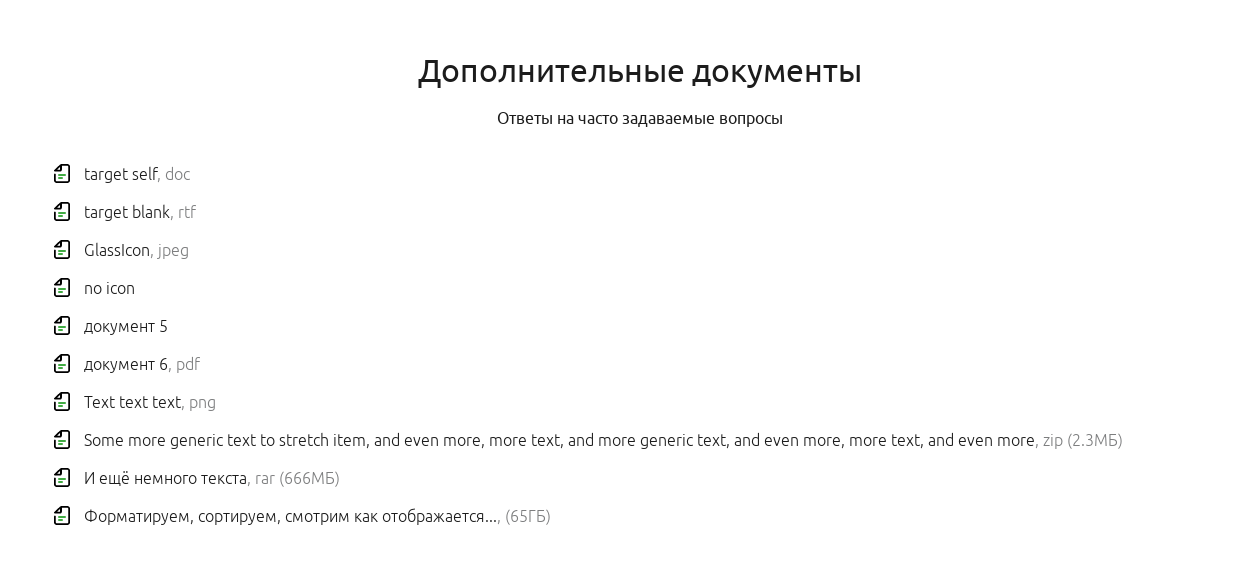 Дополнительные документы
Ответы на часто задаваемые вопросы
target self, doc
target blank, rtf
GlassIcon, jpeg
no icon
документ 5
документ 6, pdf
Text text text, png
Some more generic text to stretch item, and even more, more text, and more generic text, and even more, more text, and even more, zip (2.3МБ)
И ещё немного текста, rar (666МБ)
Форматируем, сортируем, смотрим как отображается..., (65ГБ)